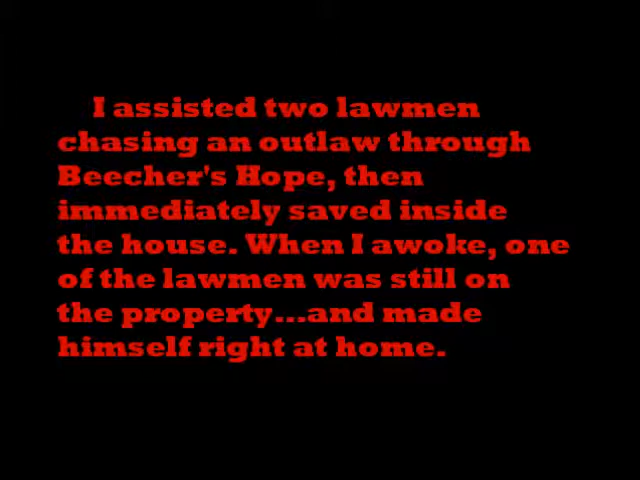 I assisted two lawmen
chasing an outlaw through
Beecher's Hope, then
immediately saved inside
the house. When I awoke, one
of the lawmen was still on
the property...and made
himself right at home.